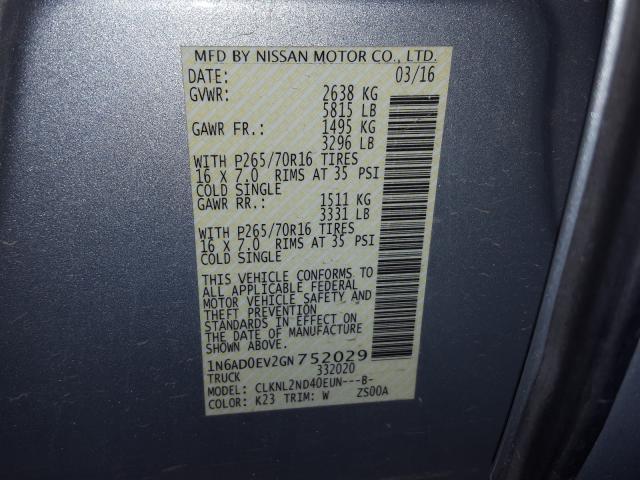 MFD BY NISSAN MOTOR CO., LTD.
DATE: 03/16
GVWR: 2638 KG
5815 LB
GAWR FR.: 1495 KG
3296 LB
WITH P265/70R16 TIRES
16 X 7.0 RIMS AT 35 PSI
COLD SINGLE
GAWR RR.: 1511 KG
3331 LB
WITH P265/70R16 TIRES
16 X 7.0 RIMS AT 35 PSI
COLD SINGLE
THIS VEHICLE CONFORMS TO
ALL APPLICABLE FEDERAL
MOTOR VEHICLE SAFETY AND
THEFT PREVENTION
STANDARDS IN EFFECT ON
THE DATE OF MANUFACTURE
SHOWN ABOVE.
1N6AD0EV2GN752029
TRUCK 332020
MODEL: CLKNL2ND40EUN---B-
COLOR: K23 TRIM: W ZS00A